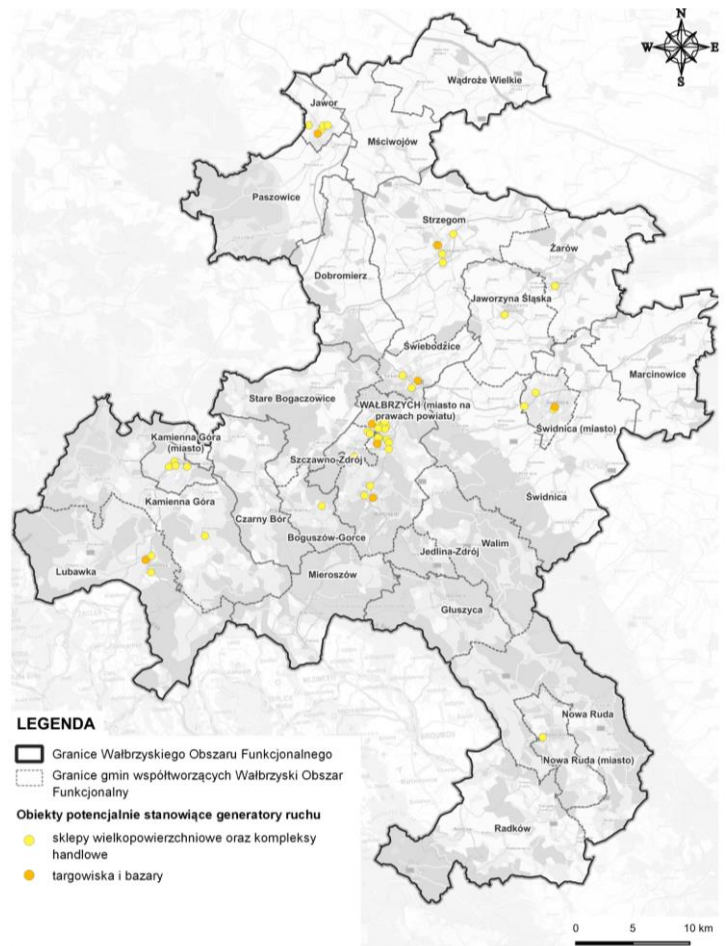 N
W E
S
Wądroże Wielkie
Jawor
Mściwojów
Paszowice
Strzegom
Żarów
Dobromierz
Jaworzyna Śląska
Świebodzice
Marcinowice
Stare Bogaczowice
WAŁBRZYCH (miasto na
prawach powiatu)
Świdnica (miasto)
Kamienna Góra
(miasto)
Szczawno-Zdrój
Świdnica
Kamienna Góra
Czarny Bór
Boguszów-Gorce
Walim
Jedlina-Zdrój
Lubawka
Mieroszów
Głuszyca
Nowa Ruda
Nowa Ruda (miasto)
Radków
LEGENDA
Granice Wałbrzyskiego Obszaru Funkcjonalnego
Granice gmin współtworzących Wałbrzyski Obszar
Funkcjonalny
Obiekty potencjalnie stanowiące generatory ruchu
sklepy wielkopowierzchniowe oraz kompleksy
handlowe
targowiska i bazary
0 5 10 km